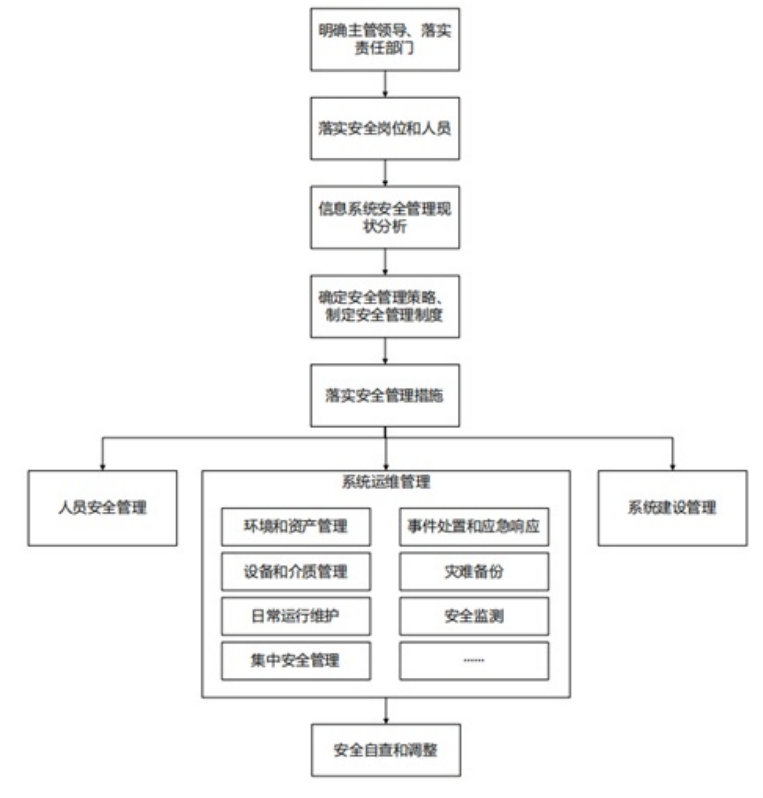 明确主管领导、落实
责任部门
落实安全岗位和人员
信息系统安全管理现
状分析
确定安全管理策略、
制定安全管理制度
落实安全管理措施
人员安全管理
系统运维管理
系统建设管理
环境和资产管理
事件处置和应急响应
设备和介质管理
灾难备份
日常运行维护
安全监测
集中安全管理
……
安全自查和调整